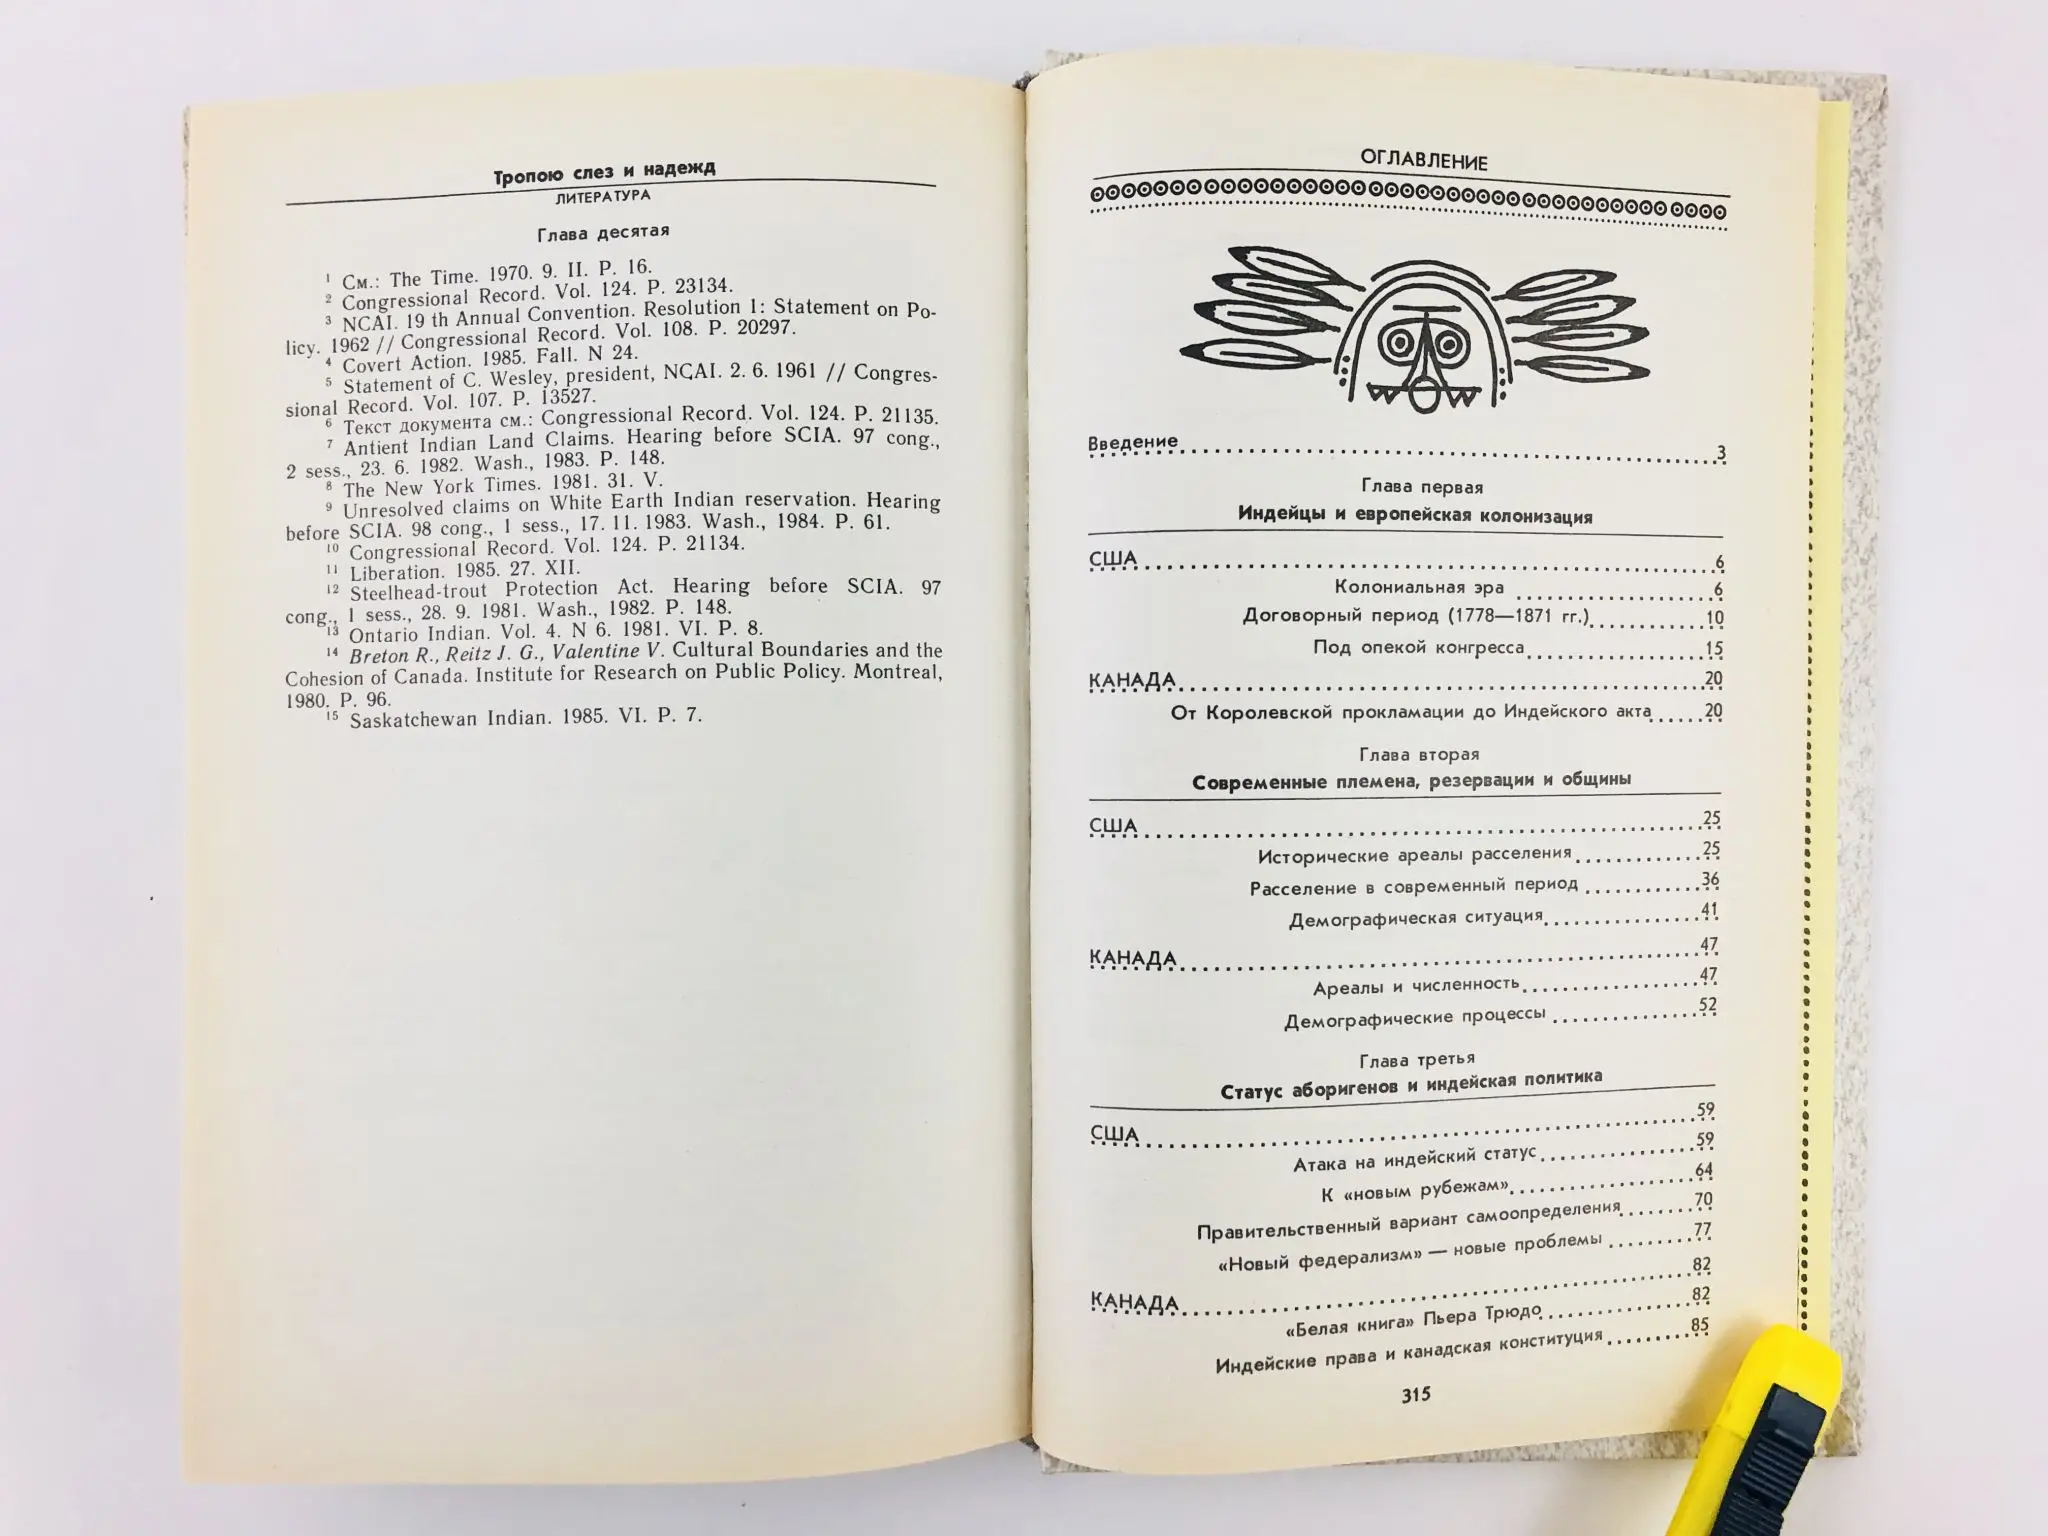 Тропою слез и надежд
ЛИТЕРАТУРА
Глава десятая
¹ См.: The Time. 1970. 9. II. P. 16.
² Congressional Record. Vol. 124. P. 23134.
³ NCAI. 19 th Annual Convention. Resolution I: Statement on Po-
licy. 1962 // Congressional Record. Vol. 108. P. 20297.
⁴ Covert Action. 1985. Fall. N 24.
⁵ Statement of C. Wesley, president, NCAI. 2. 6. 1961 // Congres-
sional Record. Vol. 107. P. 13527.
⁶ Текст документа см.: Congressional Record. Vol. 124. P. 21135.
⁷ Antient Indian Land Claims. Hearing before SCIA. 97 cong.,
2 sess., 23. 6. 1982. Wash., 1983. P. 148.
⁸ The New York Times. 1981. 31. V.
⁹ Unresolved claims on White Earth Indian reservation. Hearing
before SCIA. 98 cong., 1 sess., 17. 11. 1983. Wash., 1984. P. 61.
¹⁰ Congressional Record. Vol. 124. P. 21134.
¹¹ Liberation. 1985. 27. XII.
¹² Steelhead-trout Protection Act. Hearing before SCIA. 97
cong., 1 sess., 28. 9. 1981. Wash., 1982. P. 148.
¹³ Ontario Indian. Vol. 4. N 6. 1981. VI. P. 8.
¹⁴ Breton R., Reitz J. G., Valentine V. Cultural Boundaries and the
Cohesion of Canada. Institute for Research on Public Policy. Montreal,
1980. P. 96.
¹⁵ Saskatchewan Indian. 1985. VI. P. 7.
ОГЛАВЛЕНИЕ
Введение 3
Глава первая
Индейцы и европейская колонизация
США 6
Колониальная эра 6
Договорный период (1778—1871 гг.) 10
Под опекой конгресса 15
КАНАДА 20
От Королевской прокламации до Индейского акта 20
Глава вторая
Современные племена, резервации и общины
США 25
Исторические ареалы расселения 25
Расселение в современный период 36
Демографическая ситуация 41
КАНАДА 47
Ареалы и численность 47
Демографические процессы 52
Глава третья
Статус аборигенов и индейская политика
США 59
Атака на индейский статус 59
К «новым рубежам» 64
Правительственный вариант самоопределения 70
«Новый федерализм» — новые проблемы 77
КАНАДА 82
«Белая книга» Пьера Трюдо 82
Индейские права и канадская конституция 85
315